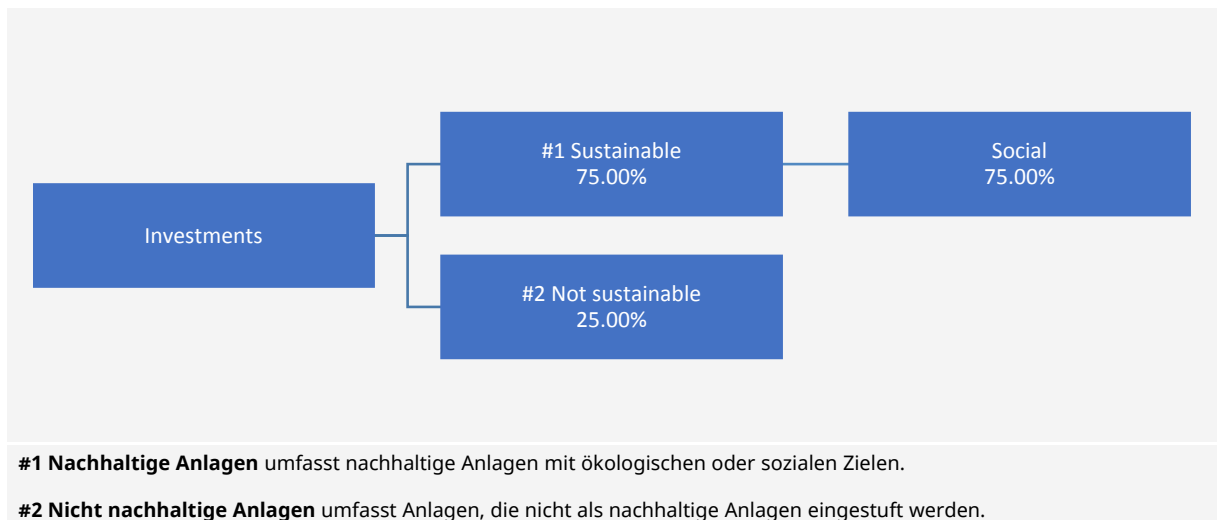 #1 Sustainable
75.00%
Social
75.00%
Investments
#2 Not sustainable
25.00%
#1 Nachhaltige Anlagen umfasst nachhaltige Anlagen mit ökologischen oder sozialen Zielen.
#2 Nicht nachhaltige Anlagen umfasst Anlagen, die nicht als nachhaltige Anlagen eingestuft werden.